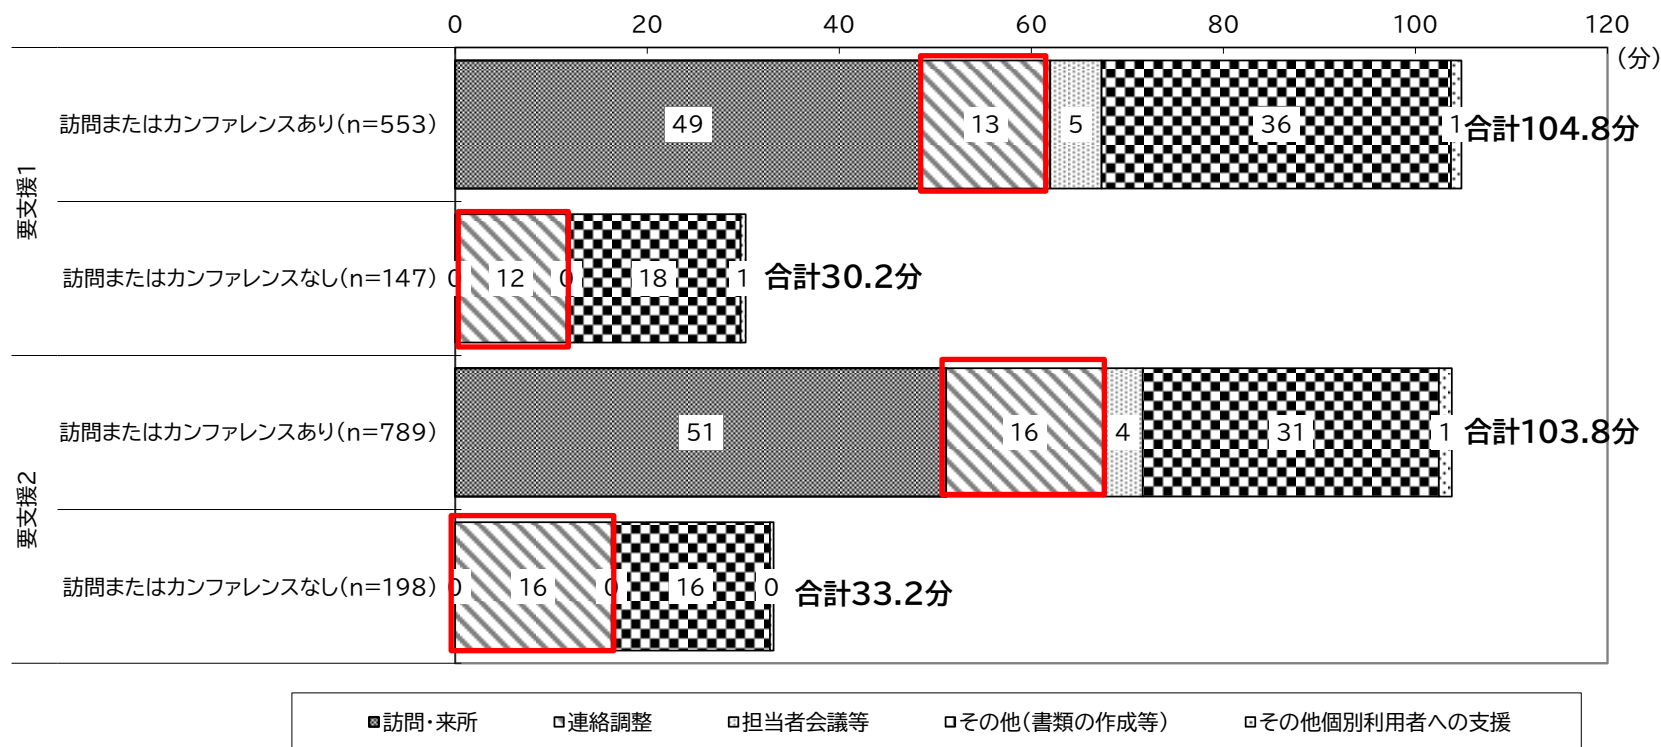 0 20 40 60 80 100 120
(分)
要支援1
訪問またはカンファレンスあり(n=553) 49 13 5 36 1 合計104.8分
訪問またはカンファレンスなし(n=147) 0 12 0 18 1 合計30.2分
要支援2
訪問またはカンファレンスあり(n=789) 51 16 4 31 1 合計103.8分
訪問またはカンファレンスなし(n=198) 0 16 0 16 0 合計33.2分
訪問・来所 連絡調整 担当者会議等 その他(書類の作成等) その他個別利用者への支援